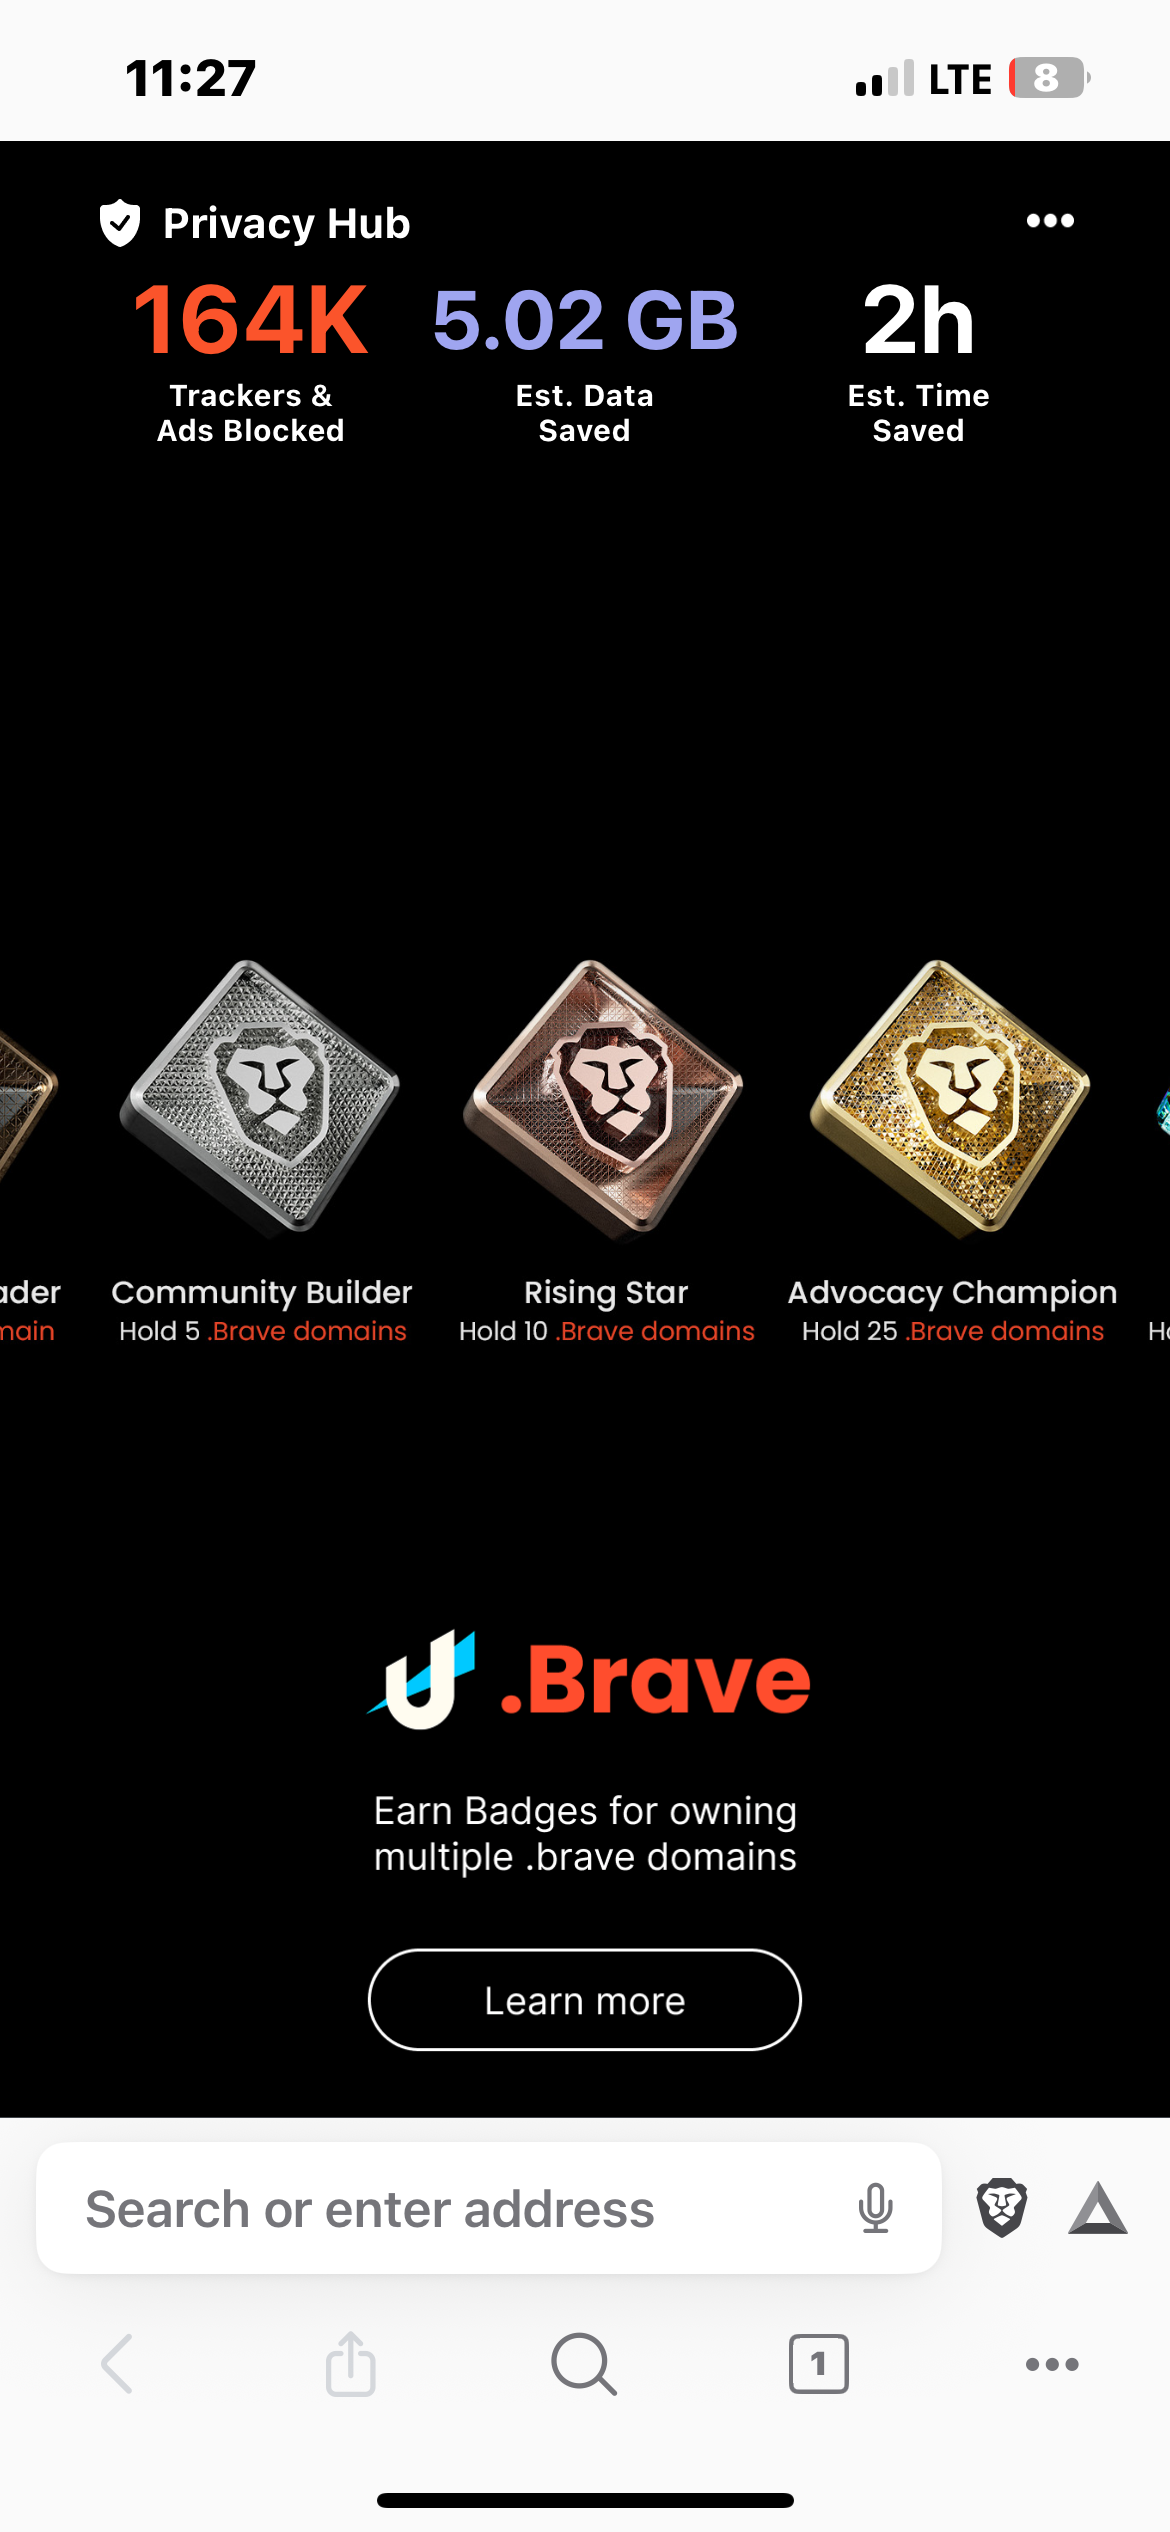 11:27
LTE
8
Privacy Hub
164K
5.02 GB
2h
Trackers &
Ads Blocked
Est. Data
Saved
Est. Time
Saved
ader
Community Builder
Rising Star
Advocacy Champion
main
Hold 5 .Brave domains
Hold 10 .Brave domains
Hold 25 .Brave domains
.Brave
Earn Badges for owning
multiple .brave domains
Learn more
Search or enter address
1